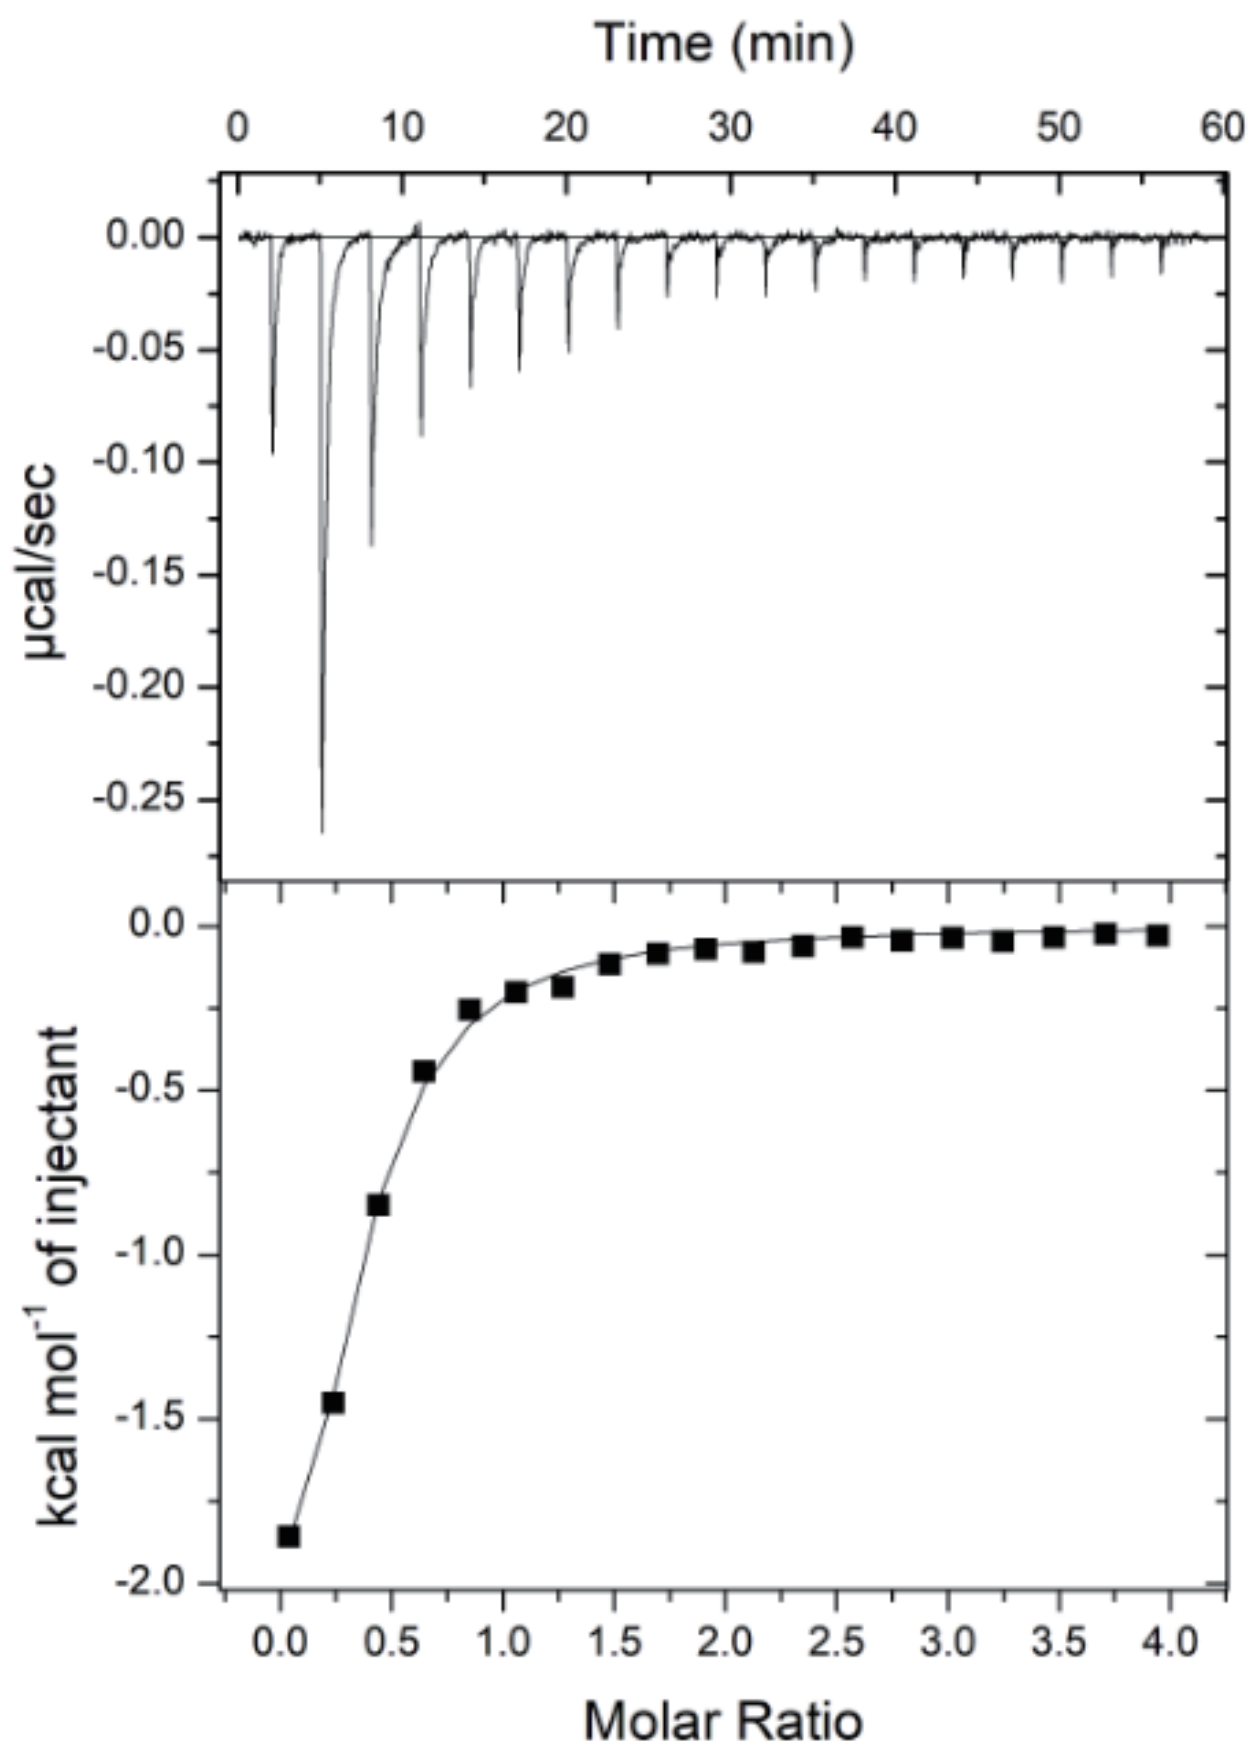 Time (min)
0 10 20 30 40 50 60
0.00
-0.05
-0.10
-0.15
-0.20
-0.25
µcal/sec
0.0
-0.5
-1.0
-1.5
-2.0
kcal mol⁻¹ of injectant
0.0 0.5 1.0 1.5 2.0 2.5 3.0 3.5 4.0
Molar Ratio